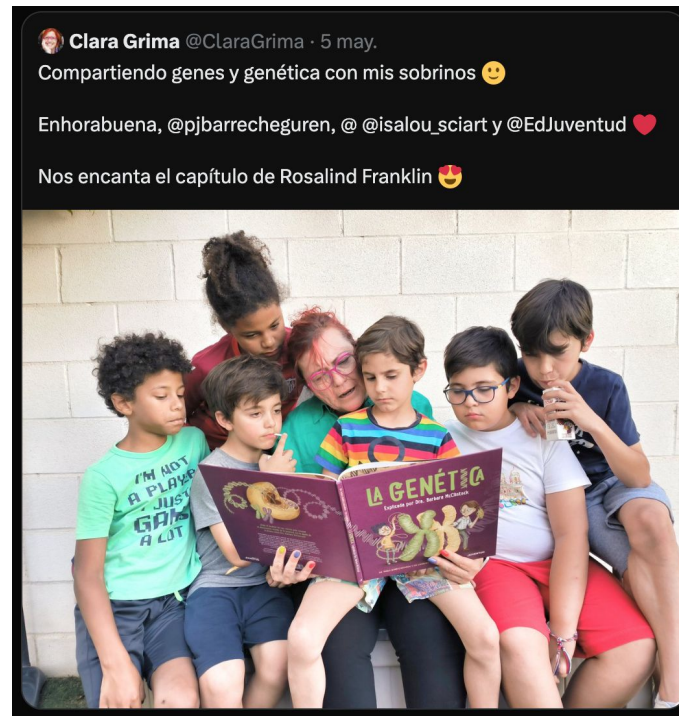 Clara Grima @ClaraGrima · 5 may.
Compartiendo genes y genética con mis sobrinos 🙂
Enhorabuena, @pjbarrecheguren, @ @isalou_sciart y @EdJuventud ❤️
Nos encanta el capítulo de Rosalind Franklin 😍
I'M NOT
A PLAYER
I JUST
GAME
A LOT
LA GENÉTICA
Explicada por Dra. Barbara McClintock